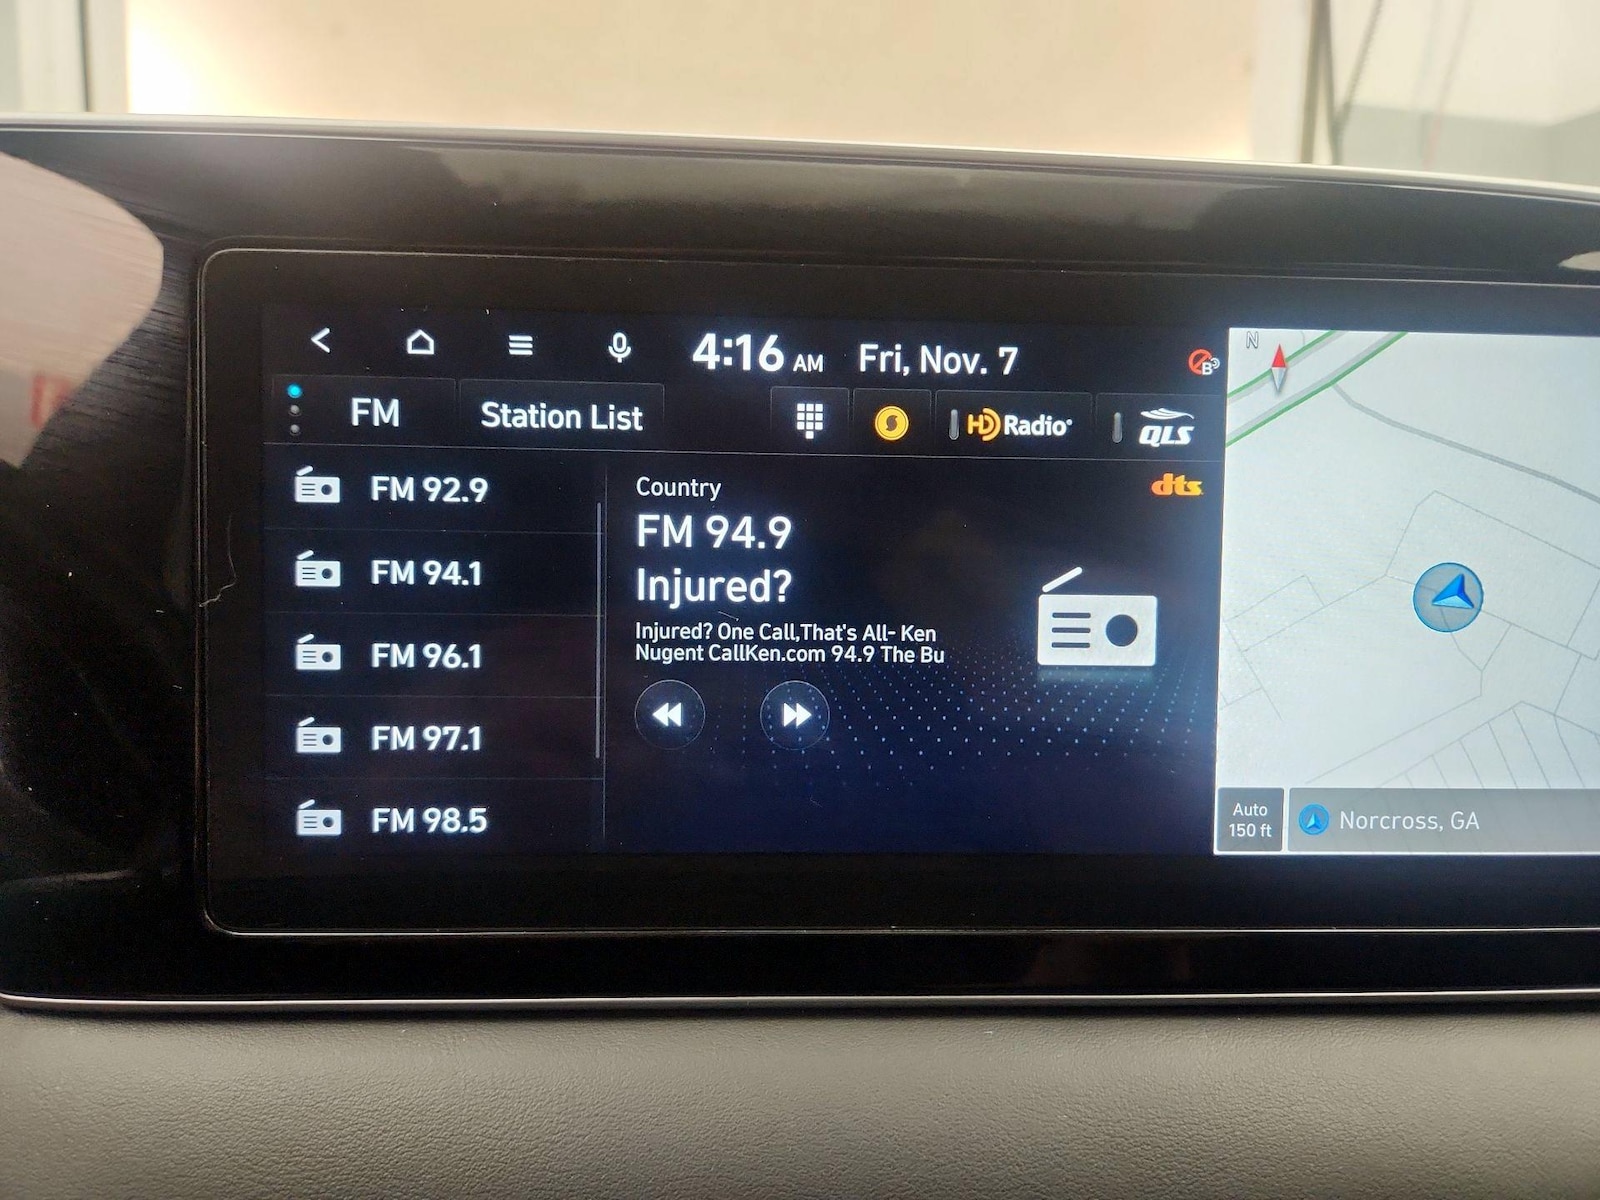 4:16 AM Fri, Nov. 7
B
N
FM Station List
HD Radio
QLS
FM 92.9
FM 94.1
FM 96.1
FM 97.1
FM 98.5
Country
dts
FM 94.9
Injured?
Injured? One Call,That's All- Ken
Nugent CallKen.com 94.9 The Bu
Auto
150 ft
Norcross, GA